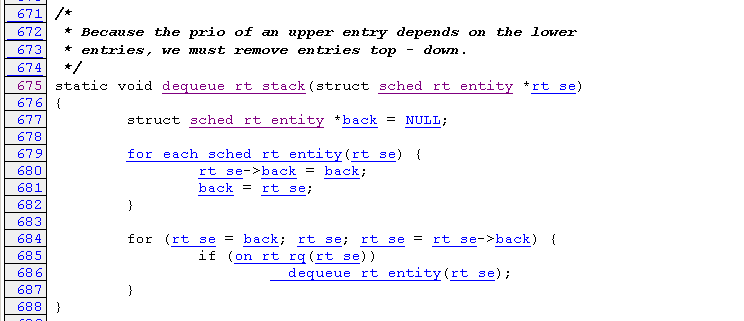 671 /*
672  * Because the prio of an upper entry depends on the lower
673  * entries, we must remove entries top - down.
674  */
675 static void dequeue_rt_stack(struct sched_rt_entity *rt_se)
676 {
677         struct sched_rt_entity *back = NULL;
678
679         for_each_sched_rt_entity(rt_se) {
680                 rt_se->back = back;
681                 back = rt_se;
682         }
683
684         for (rt_se = back; rt_se; rt_se = rt_se->back) {
685                 if (on_rt_rq(rt_se))
686                         dequeue_rt_entity(rt_se);
687         }
688 }